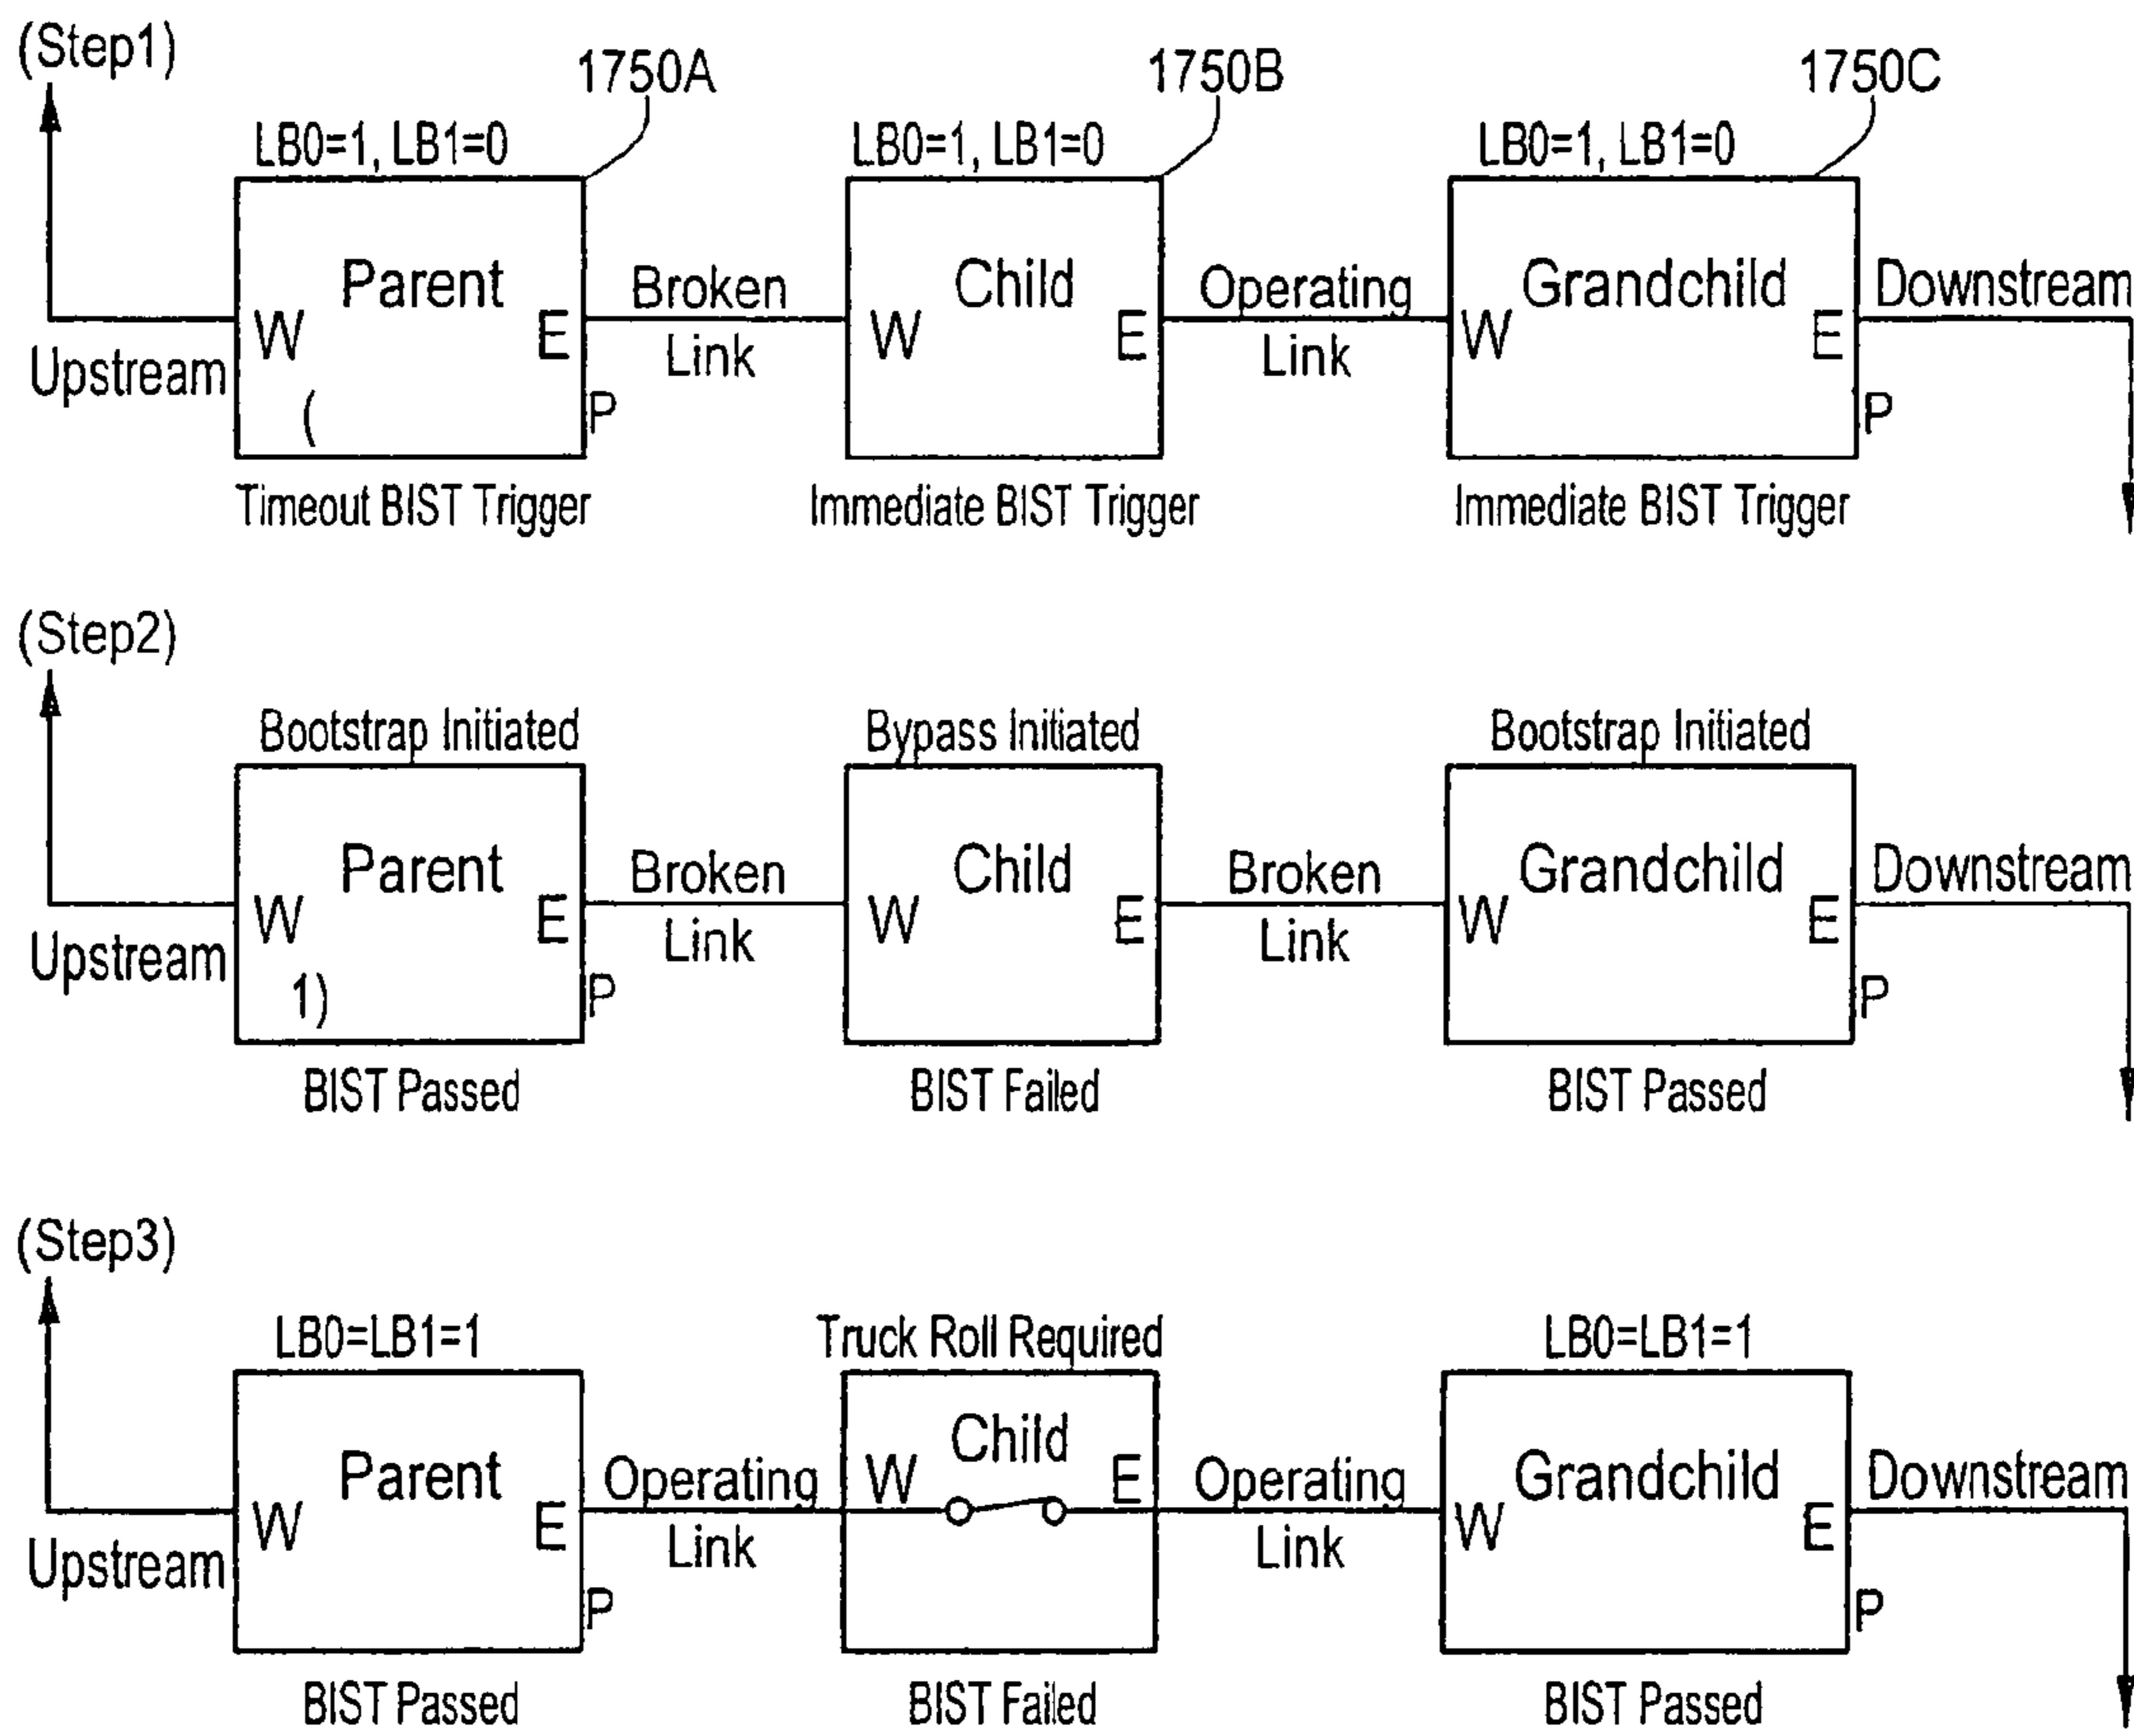 (Step1)
1750A
1750B
1750C
LB0=1, LB1=0
LB0=1, LB1=0
LB0=1, LB1=0
Parent
Broken
Child
Operating
Grandchild
Downstream
W
E
W
E
W
E
Upstream
Link
Link
(
P
P
Timeout BIST Trigger
Immediate BIST Trigger
Immediate BIST Trigger
(Step2)
Bootstrap Initiated
Bypass Initiated
Bootstrap Initiated
Parent
Broken
Child
Broken
Grandchild
Downstream
W
E
W
E
W
E
Upstream
Link
Link
1)
P
P
BIST Passed
BIST Failed
BIST Passed
(Step3)
LB0=LB1=1
Truck Roll Required
LB0=LB1=1
Parent
Operating
W
Child
E
Operating
Grandchild
Downstream
W
E
W
E
Upstream
Link
Link
P
P
BIST Passed
BIST Failed
BIST Passed